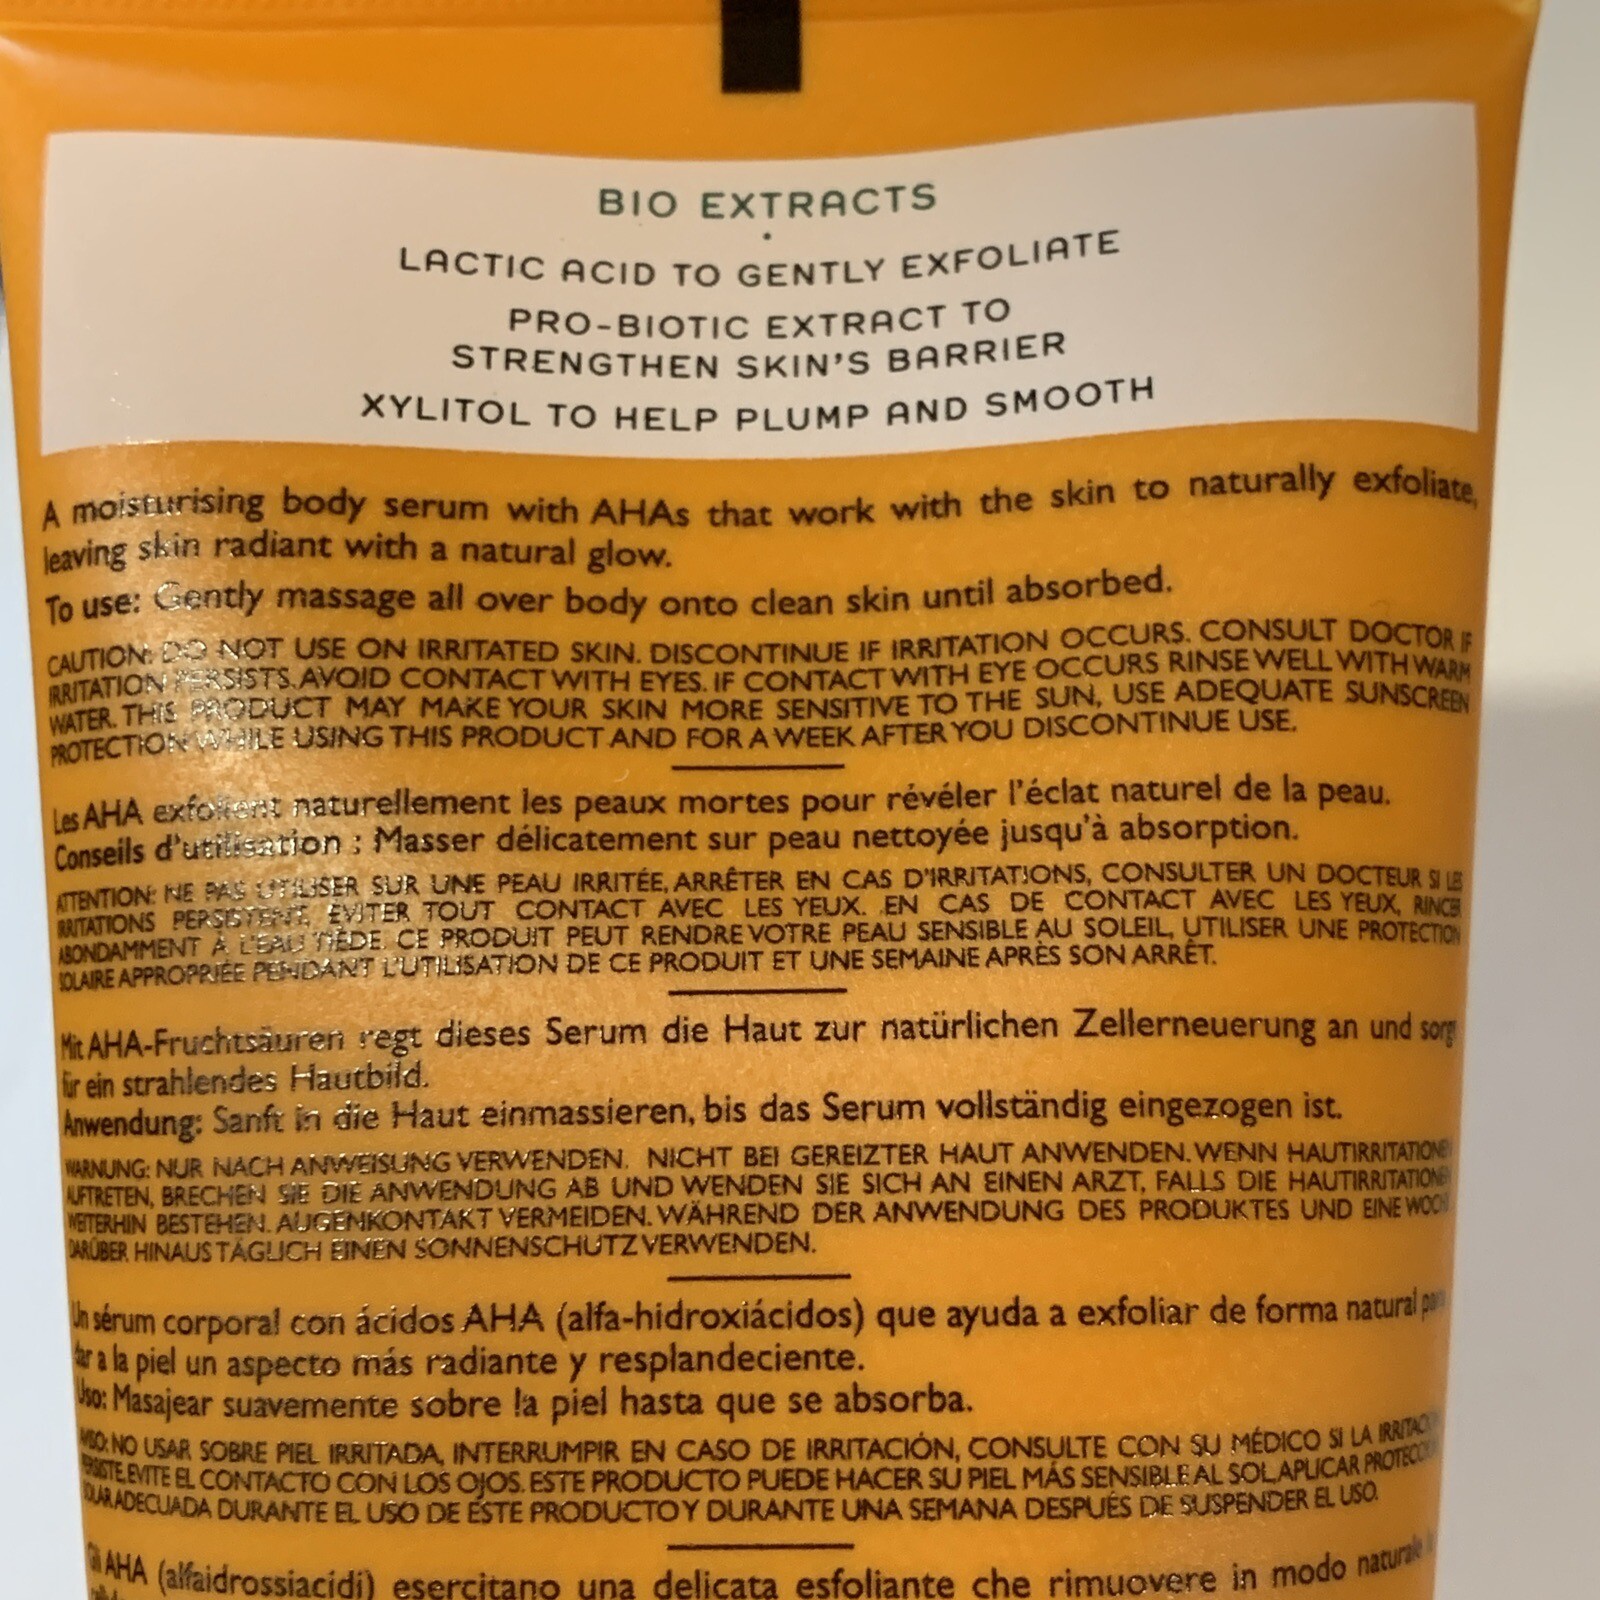 BIO EXTRACTS
LACTIC ACID TO GENTLY EXFOLIATE
PRO-BIOTIC EXTRACT TO
STRENGTHEN SKIN'S BARRIER
XYLITOL TO HELP PLUMP AND SMOOTH
A moisturising body serum with AHAs that work with the skin to naturally exfoliate,
leaving skin radiant with a natural glow.
To use: Gently massage all over body onto clean skin until absorbed.
CAUTION: DO NOT USE ON IRRITATED SKIN. DISCONTINUE IF IRRITATION OCCURS. CONSULT DOCTOR IF
IRRITATION PERSISTS. AVOID CONTACT WITH EYES. IF CONTACT WITH EYE OCCURS RINSE WELL WITH WARM
WATER. THIS PRODUCT MAY MAKE YOUR SKIN MORE SENSITIVE TO THE SUN, USE ADEQUATE SUNSCREEN
PROTECTION WHILE USING THIS PRODUCT AND FOR A WEEK AFTER YOU DISCONTINUE USE.
Les AHA exfolient naturellement les peaux mortes pour révéler l'éclat naturel de la peau.
Conseils d'utilisation : Masser délicatement sur peau nettoyée jusqu'à absorption.
ATTENTION: NE PAS UTILISER SUR UNE PEAU IRRITÉE, ARRÊTER EN CAS D'IRRITATIONS, CONSULTER UN DOCTEUR SI LES
IRRITATIONS PERSISTENT, ÉVITER TOUT CONTACT AVEC LES YEUX. EN CAS DE CONTACT AVEC LES YEUX, RINCER
ABONDAMMENT À L'EAU TIÈDE. CE PRODUIT PEUT RENDRE VOTRE PEAU SENSIBLE AU SOLEIL, UTILISER UNE PROTECTION
SOLAIRE APPROPRIÉE PENDANT L'UTILISATION DE CE PRODUIT ET UNE SEMAINE APRÈS SON ARRÊT.
Mit AHA-Fruchtsäuren regt dieses Serum die Haut zur natürlichen Zellerneuerung an und sorgt
für ein strahlendes Hautbild.
Anwendung: Sanft in die Haut einmassieren, bis das Serum vollständig eingezogen ist.
WARNUNG: NUR NACH ANWEISUNG VERWENDEN. NICHT BEI GEREIZTER HAUT ANWENDEN. WENN HAUTIRRITATIONEN
AUFTRETEN, BRECHEN SIE DIE ANWENDUNG AB UND WENDEN SIE SICH AN EINEN ARZT, FALLS DIE HAUTIRRITATIONEN
WEITERHIN BESTEHEN. AUGENKONTAKT VERMEIDEN. WÄHREND DER ANWENDUNG DES PRODUKTES UND EINE WOCHE
DARÜBER HINAUS TÄGLICH EINEN SONNENSCHUTZ VERWENDEN.
Un sérum corporal con ácidos AHA (alfa-hidroxiácidos) que ayuda a exfoliar de forma natural para
dar a la piel un aspecto más radiante y resplandeciente.
Uso: Masajear suavemente sobre la piel hasta que se absorba.
AVISO: NO USAR SOBRE PIEL IRRITADA, INTERRUMPIR EN CASO DE IRRITACIÓN, CONSULTE CON SU MÉDICO SI LA IRRITACIÓN
PERSISTE, EVITE EL CONTACTO CON LOS OJOS. ESTE PRODUCTO PUEDE HACER SU PIEL MÁS SENSIBLE AL SOL, APLICAR PROTECCIÓN
SOLAR ADECUADA DURANTE EL USO DE ESTE PRODUCTO Y DURANTE UNA SEMANA DESPUÉS DE SUSPENDER EL USO.
Gli AHA (alfaidrossiacidi) esercitano una delicata esfoliante che rimuovere in modo naturale